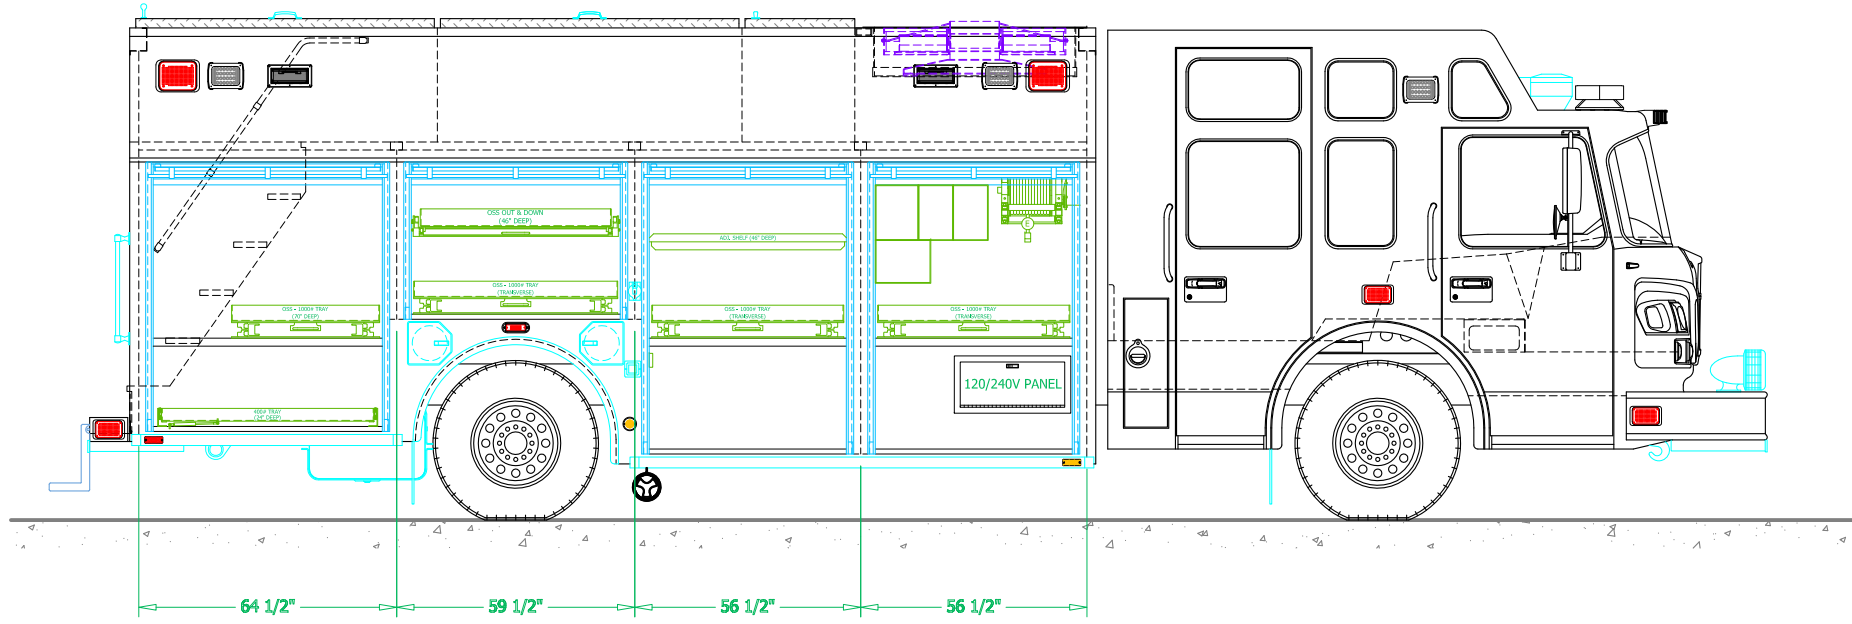 OSS OUT & DOWN
(46" DEEP)
ADJ. SHELF (46" DEEP)
E
OSS - 1000# TRAY
(TRANSVERSE)
OSS - 1000# TRAY
(70" DEEP)
OSS - 1000# TRAY
(TRANSVERSE)
OSS - 1000# TRAY
(TRANSVERSE)
120/240V PANEL
400# TRAY
(24" DEEP)
64 1/2"
59 1/2"
56 1/2"
56 1/2"